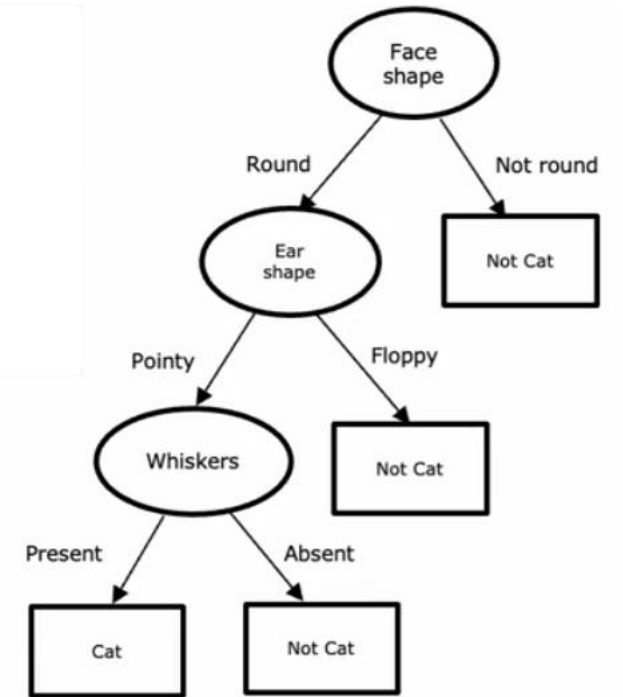 Face
shape
Round
Not round
Ear
shape
Not Cat
Pointy
Floppy
Whiskers
Not Cat
Present
Absent
Cat
Not Cat